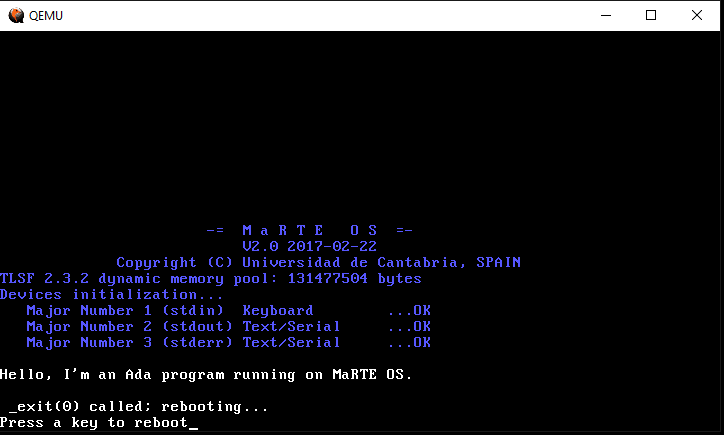 QEMU
-= M a R T E   O S =-
V2.0 2017-02-22
Copyright (C) Universidad de Cantabria, SPAIN
TLSF 2.3.2 dynamic memory pool: 131477504 bytes
Devices initialization...
Major Number 1 (stdin)  Keyboard        ...OK
Major Number 2 (stdout) Text/Serial     ...OK
Major Number 3 (stderr) Text/Serial     ...OK
Hello, I'm an Ada program running on MaRTE OS.
_exit(0) called; rebooting...
Press a key to reboot_